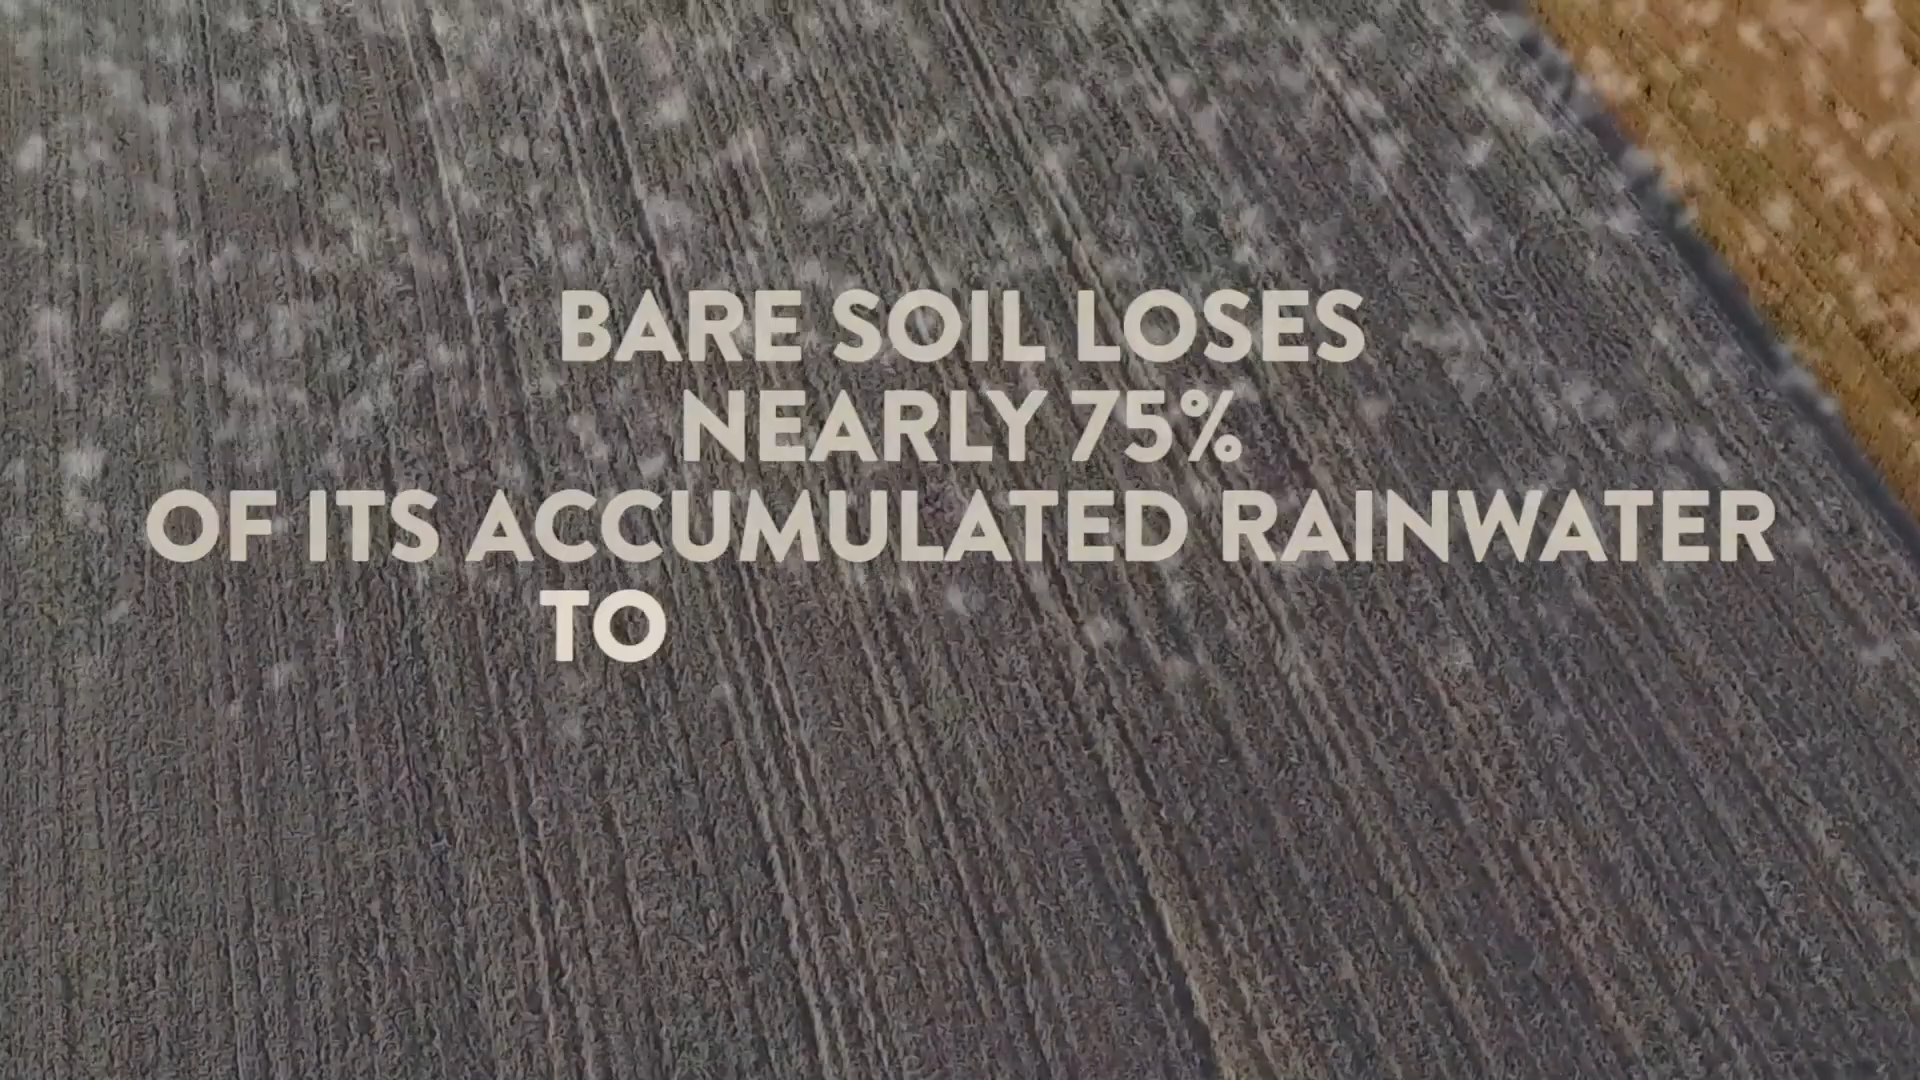 BARE SOIL LOSES
NEARLY 75%
OF ITS ACCUMULATED RAINWATER
TO